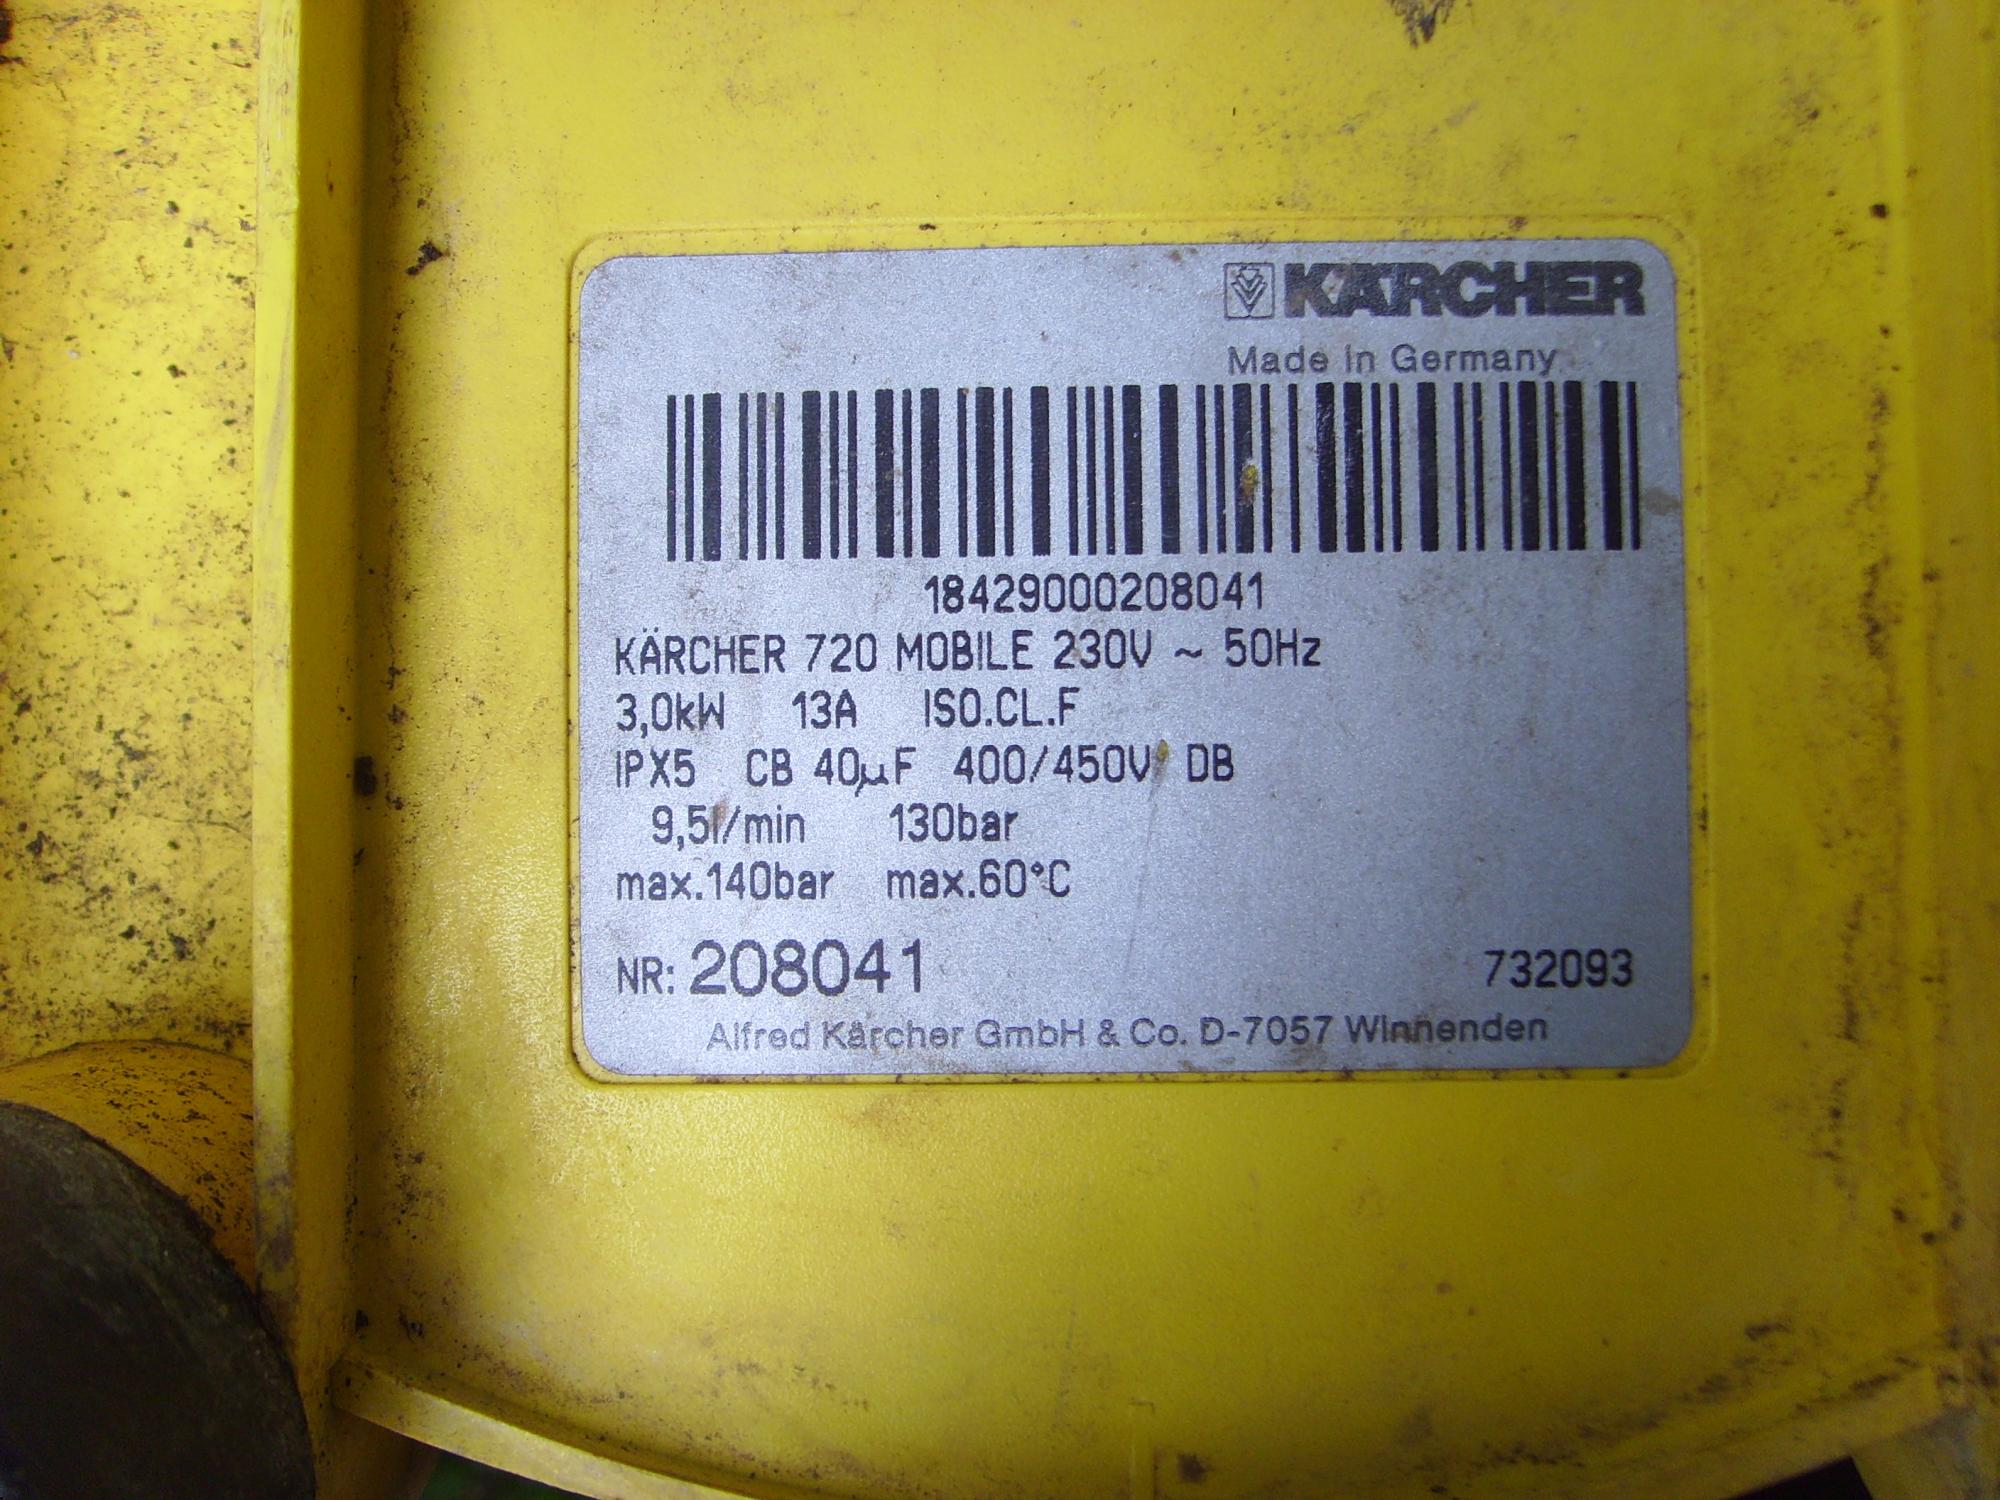 KÄRCHER
Made in Germany
18429000208041
KÄRCHER 720 MOBILE 230V ~ 50Hz
3,0kW 13A ISO.CL.F
IPX5 CB 40µF 400/450V DB
9,5l/min 130bar
max.140bar max.60°C
NR: 208041 732093
Alfred Kärcher GmbH & Co. D-7057 Winnenden